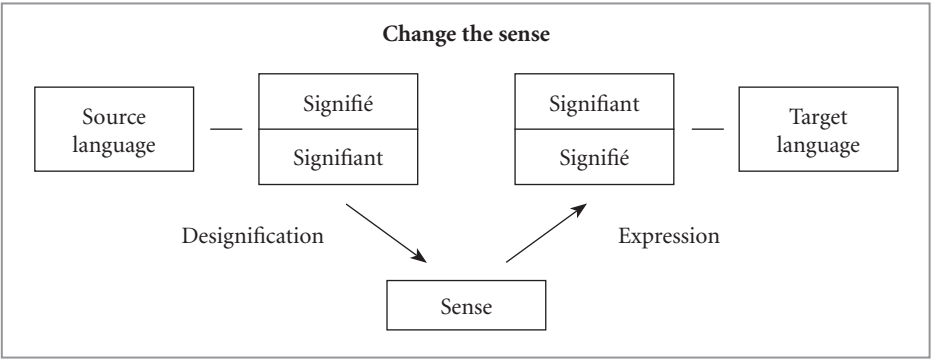 Change the sense
Source
language
Signifié
Signifiant
Signifiant
Signifié
Target
language
Designification
Expression
Sense